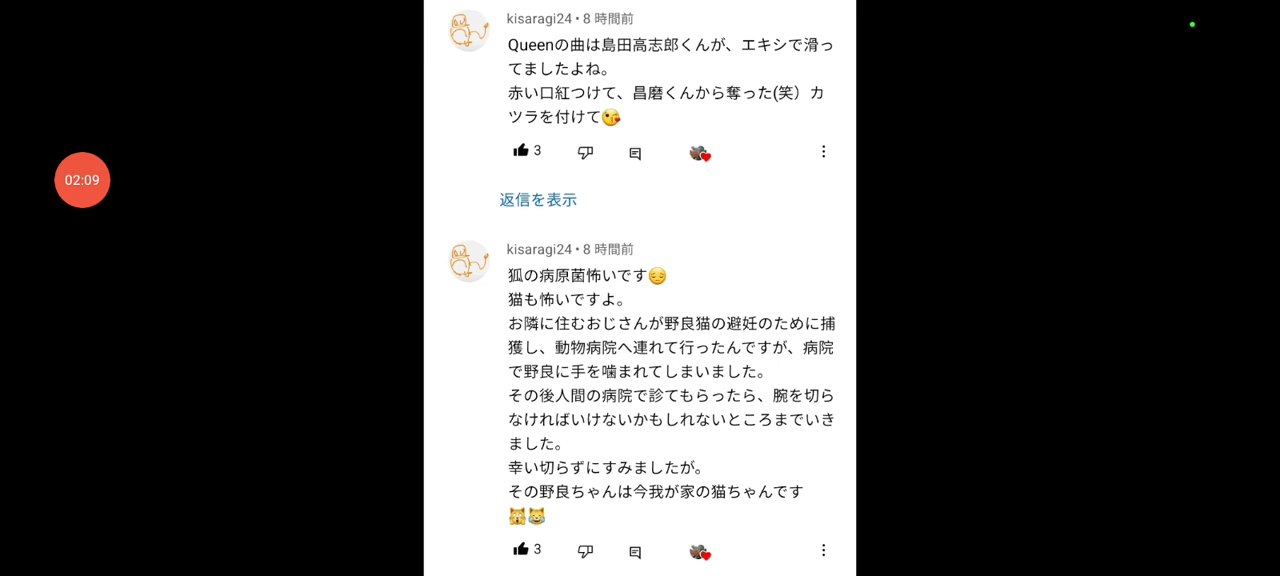 kisaragi24 • 8 時間前
Queenの曲は島田高志郎くんが、エキシで滑っ
てましたよね。
赤い口紅つけて、昌磨くんから奪った(笑）カ
ツラを付けて😘
3
02:09
返信を表示
kisaragi24 • 8 時間前
狐の病原菌怖いです😔
猫も怖いですよ。
お隣に住むおじさんが野良猫の避妊のために捕
獲し、動物病院へ連れて行ったんですが、病院
で野良に手を噛まれてしまいました。
その後人間の病院で診てもらったら、腕を切ら
なければいけないかもしれないところまでいき
ました。
幸い切らずにすみましたが。
その野良ちゃんは今我が家の猫ちゃんです
🙀😹
3